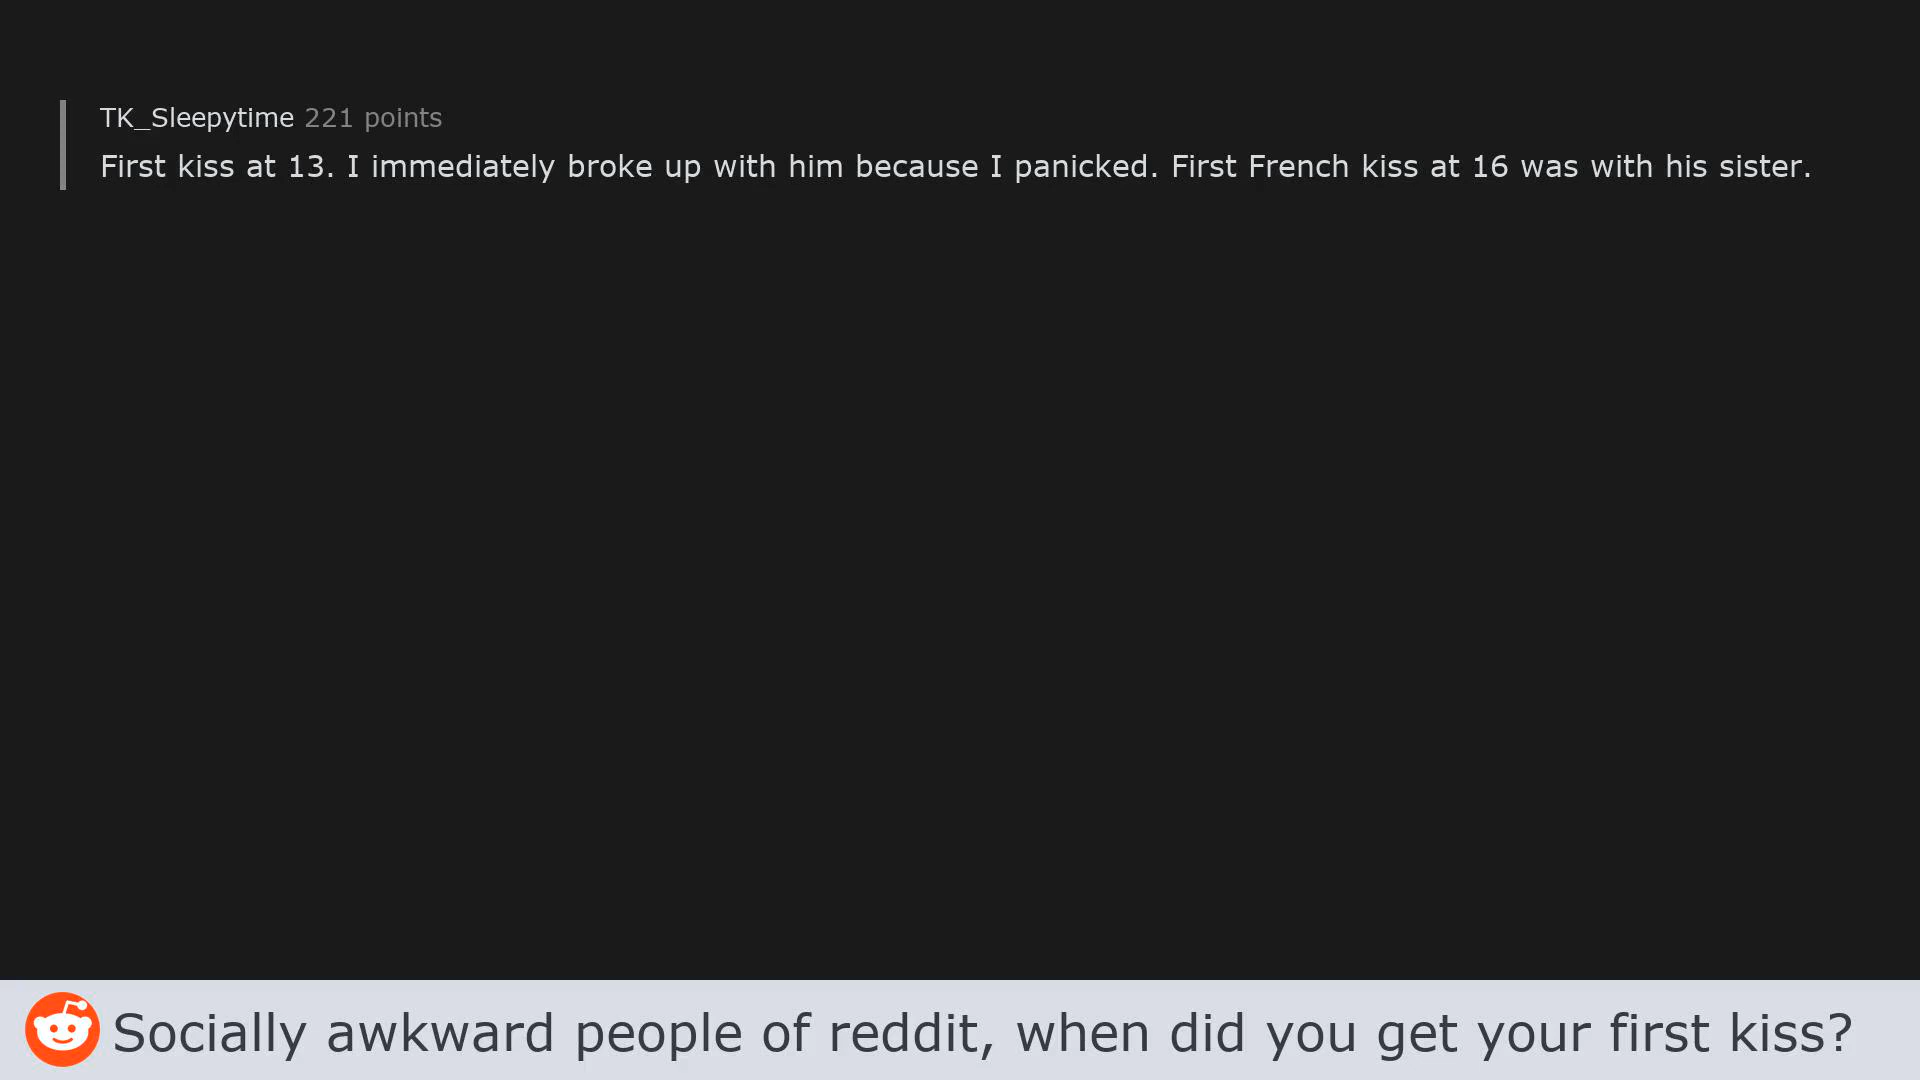 TK_Sleepytime 221 points
First kiss at 13. I immediately broke up with him because I panicked. First French kiss at 16 was with his sister.
Socially awkward people of reddit, when did you get your first kiss?